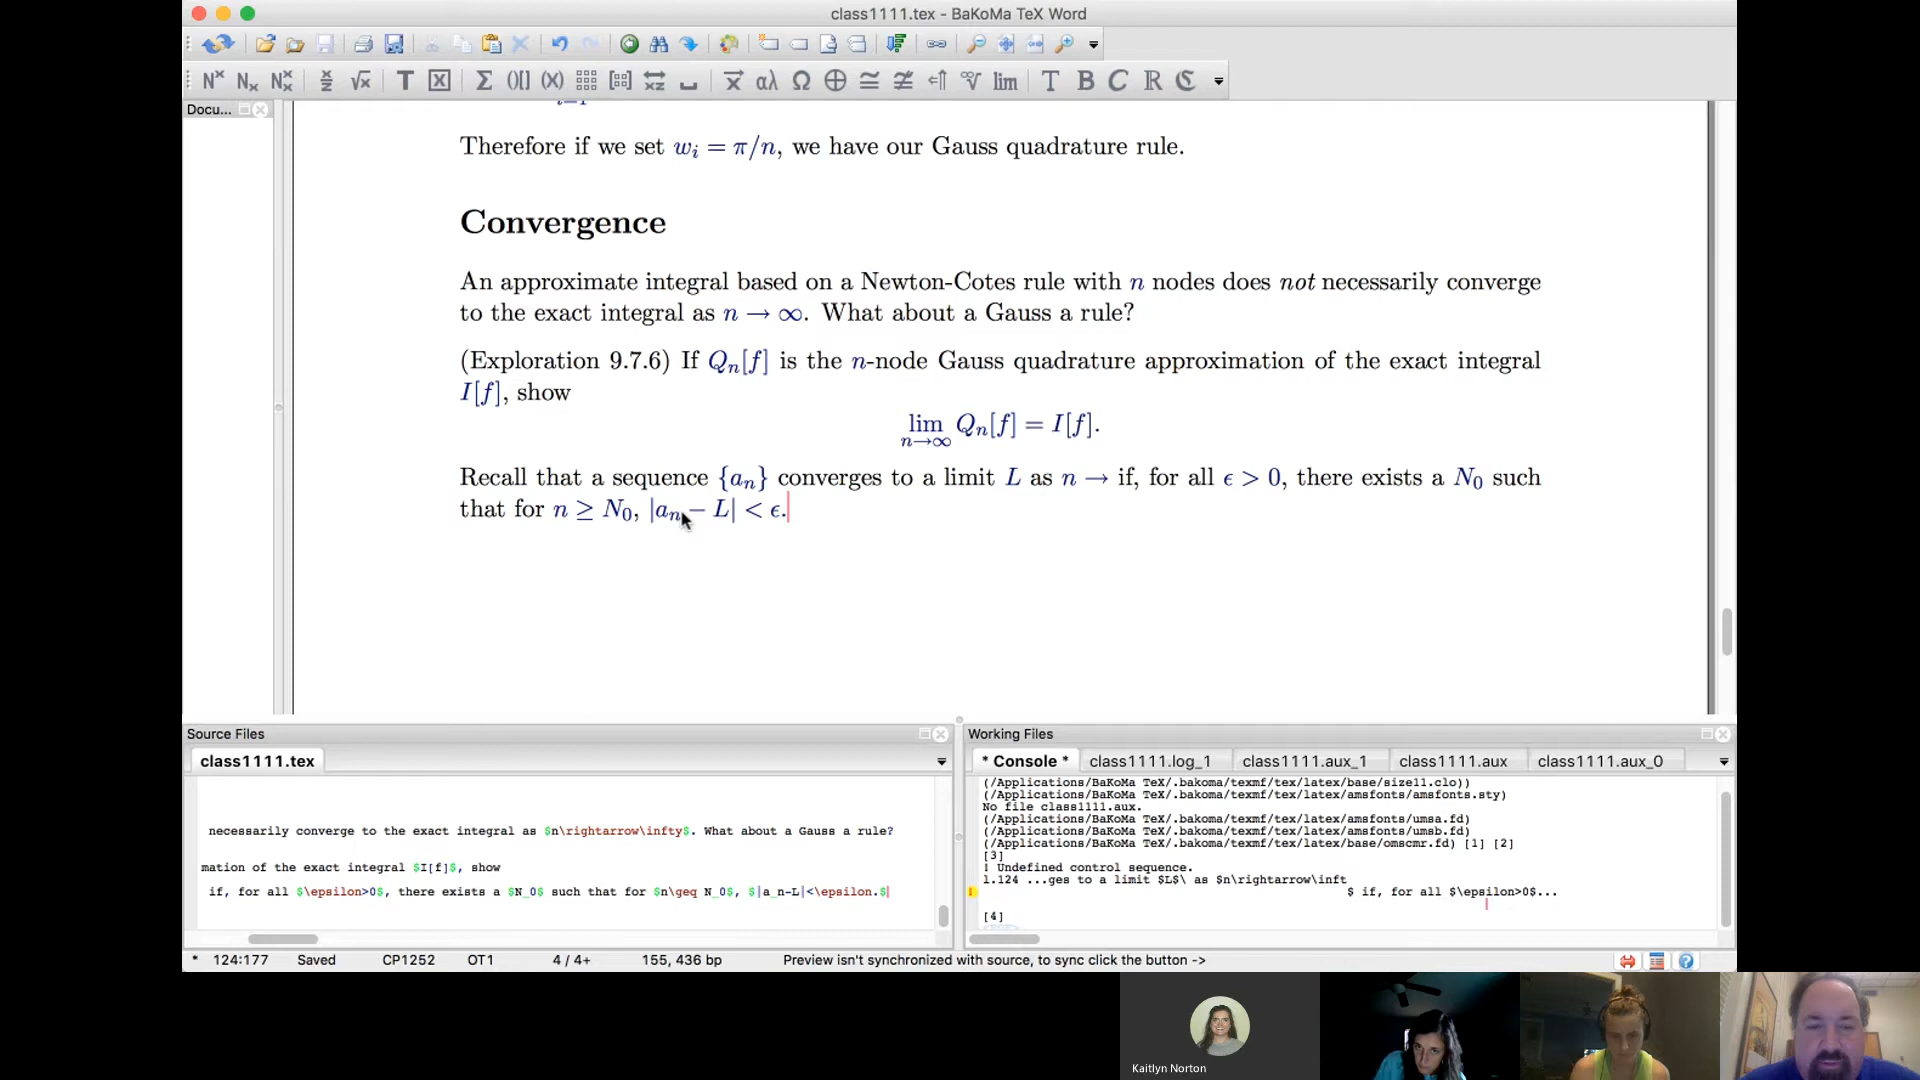 class1111.tex - BaKoMa TeX Word
Docu...
Therefore if we set w_i = π/n, we have our Gauss quadrature rule.
Convergence
An approximate integral based on a Newton-Cotes rule with n nodes does not necessarily converge
to the exact integral as n → ∞. What about a Gauss a rule?
(Exploration 9.7.6) If Q_n[f] is the n-node Gauss quadrature approximation of the exact integral
I[f], show
lim_{n→∞} Q_n[f] = I[f].
Recall that a sequence {a_n} converges to a limit L as n → if, for all ϵ > 0, there exists a N_0 such
that for n ≥ N_0, |a_n − L| < ϵ.
Source Files
class1111.tex
necessarily converge to the exact integral as $n\rightarrow\infty$. What about a Gauss a rule?
mation of the exact integral $I[f]$, show
if, for all $\epsilon>0$, there exists a $N_0$ such that for $n\geq N_0$, $|a_n-L|<\epsilon.$
Working Files
* Console * class1111.log_1 class1111.aux_1 class1111.aux class1111.aux_0
(/Applications/BaKoMa TeX/.bakoma/texmf/tex/latex/base/size11.clo))
(/Applications/BaKoMa TeX/.bakoma/texmf/tex/latex/amsfonts/amsfonts.sty)
No file class1111.aux.
(/Applications/BaKoMa TeX/.bakoma/texmf/tex/latex/amsfonts/umsa.fd)
(/Applications/BaKoMa TeX/.bakoma/texmf/tex/latex/amsfonts/umsb.fd)
(/Applications/BaKoMa TeX/.bakoma/texmf/tex/latex/base/omscmr.fd) [1] [2]
[3]
! Undefined control sequence.
l.124 ...ges to a limit $L$\ as $n\rightarrow\inft
$ if, for all $\epsilon>0$...
[4]
* 124:177 Saved CP1252 OT1 4 / 4+ 155, 436 bp Preview isn't synchronized with source, to sync click the button ->
Kaitlyn Norton